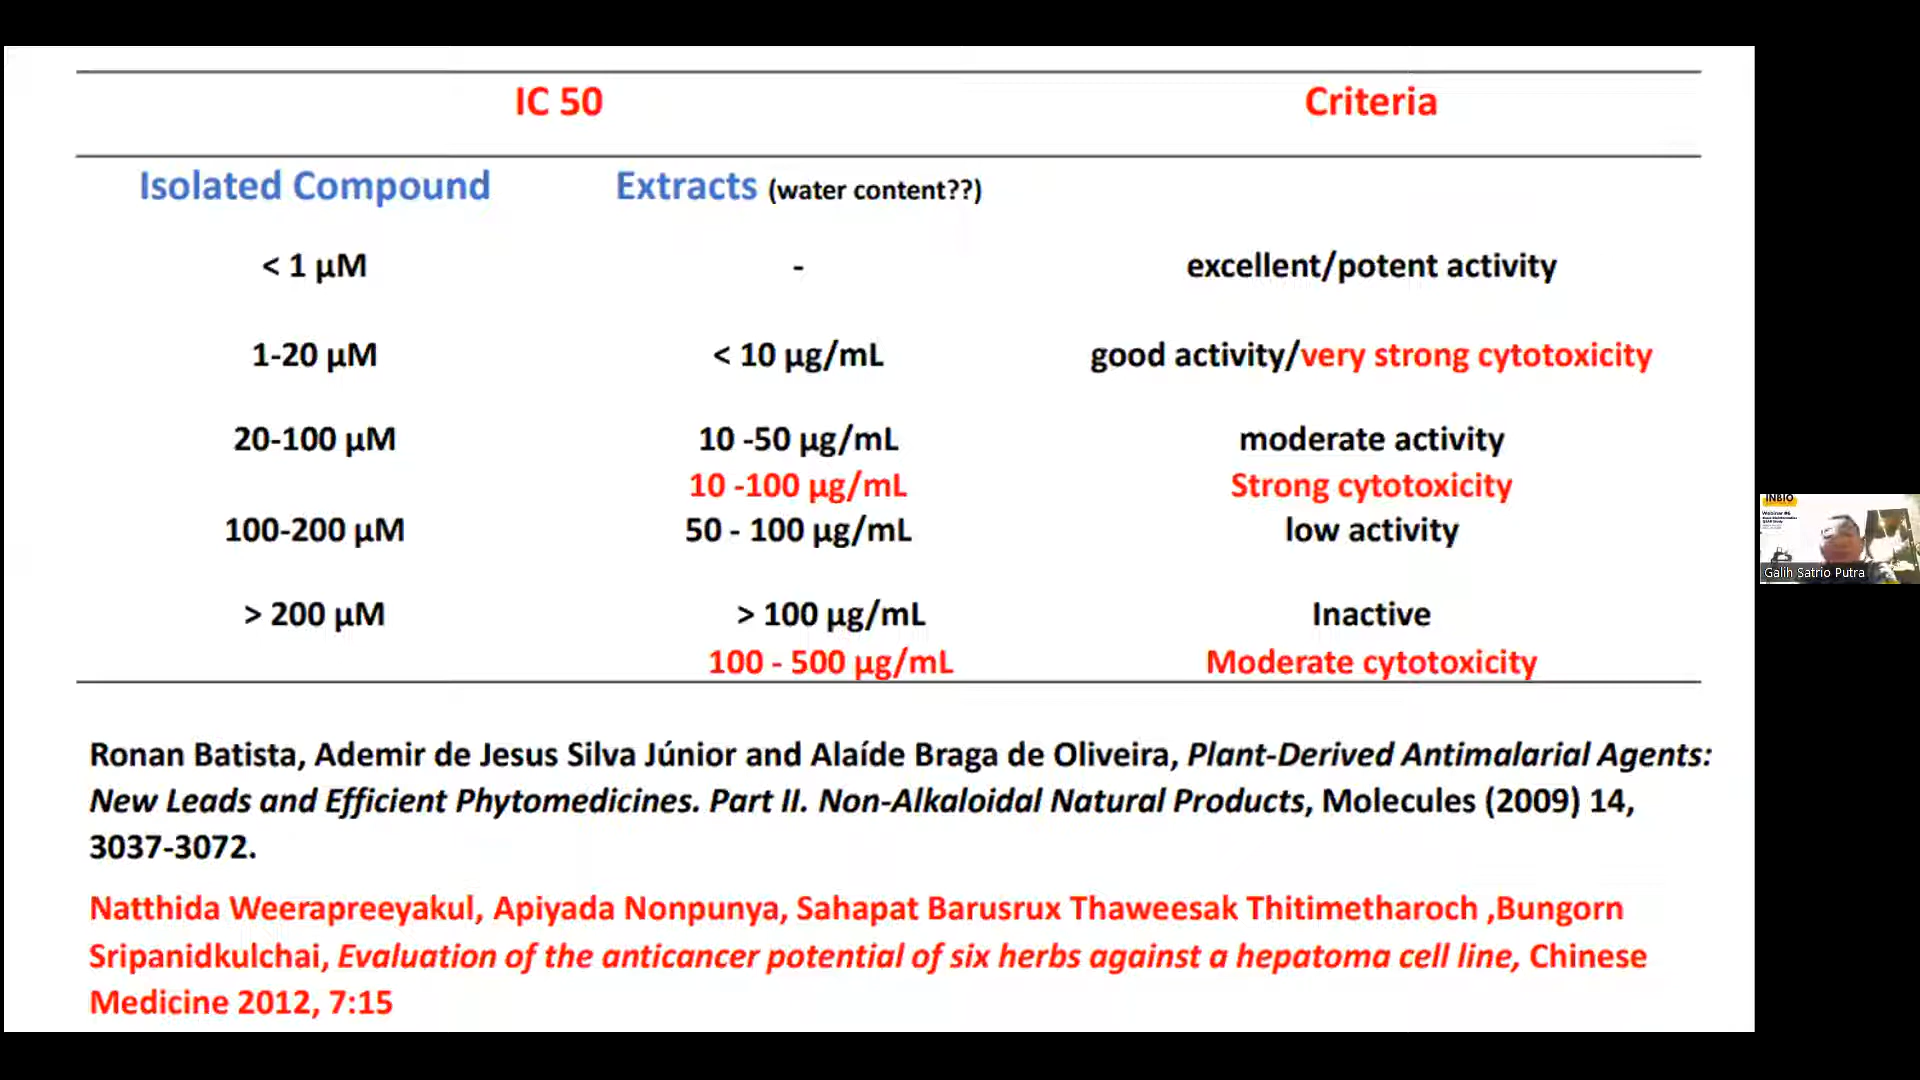 IC 50 Criteria
Isolated Compound Extracts (water content??)
< 1 µM - excellent/potent activity
1-20 µM < 10 µg/mL good activity/very strong cytotoxicity
20-100 µM 10 -50 µg/mL moderate activity
10 -100 µg/mL Strong cytotoxicity
100-200 µM 50 - 100 µg/mL low activity
> 200 µM > 100 µg/mL Inactive
100 - 500 µg/mL Moderate cytotoxicity
Ronan Batista, Ademir de Jesus Silva Júnior and Alaíde Braga de Oliveira, Plant-Derived Antimalarial Agents:
New Leads and Efficient Phytomedicines. Part II. Non-Alkaloidal Natural Products, Molecules (2009) 14,
3037-3072.
Natthida Weerapreeyakul, Apiyada Nonpunya, Sahapat Barusrux Thaweesak Thitimetharoch ,Bungorn
Sripanidkulchai, Evaluation of the anticancer potential of six herbs against a hepatoma cell line, Chinese
Medicine 2012, 7:15
INBIO
Webinar #6
Galih Satrio Putra